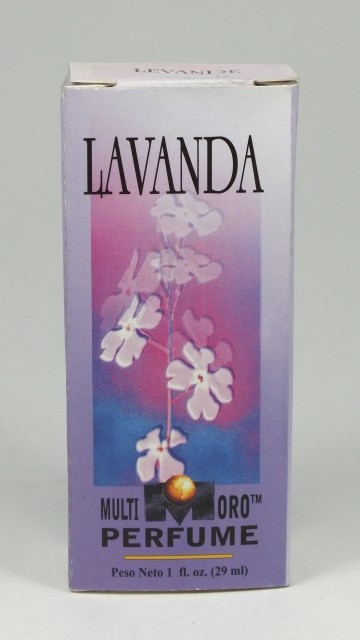 LEVANDE
LAVANDA
MULTI M ORO™
PERFUME
Peso Neto 1 fl. oz. (29 ml)